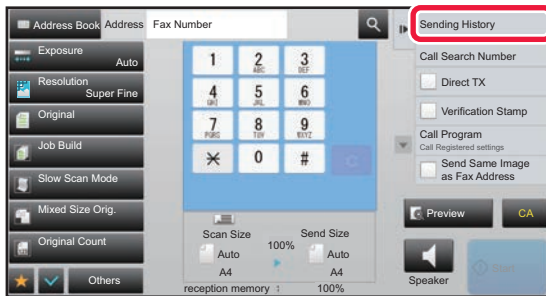 Address Book
Address
Fax Number
Sending History
Exposure
Auto
Resolution
Super Fine
Original
Job Build
Slow Scan Mode
Mixed Size Orig.
Original Count
Others
1
2
ABC
3
DEF
4
GHI
5
JKL
6
MNO
7
PQRS
8
TUV
9
WXYZ
0
#
C
Scan Size
Auto
A4
100%
Send Size
Auto
A4
reception memory : 100%
Call Search Number
Direct TX
Verification Stamp
Call Program
Call Registered settings
Send Same Image
as Fax Address
Preview
CA
Speaker
Start